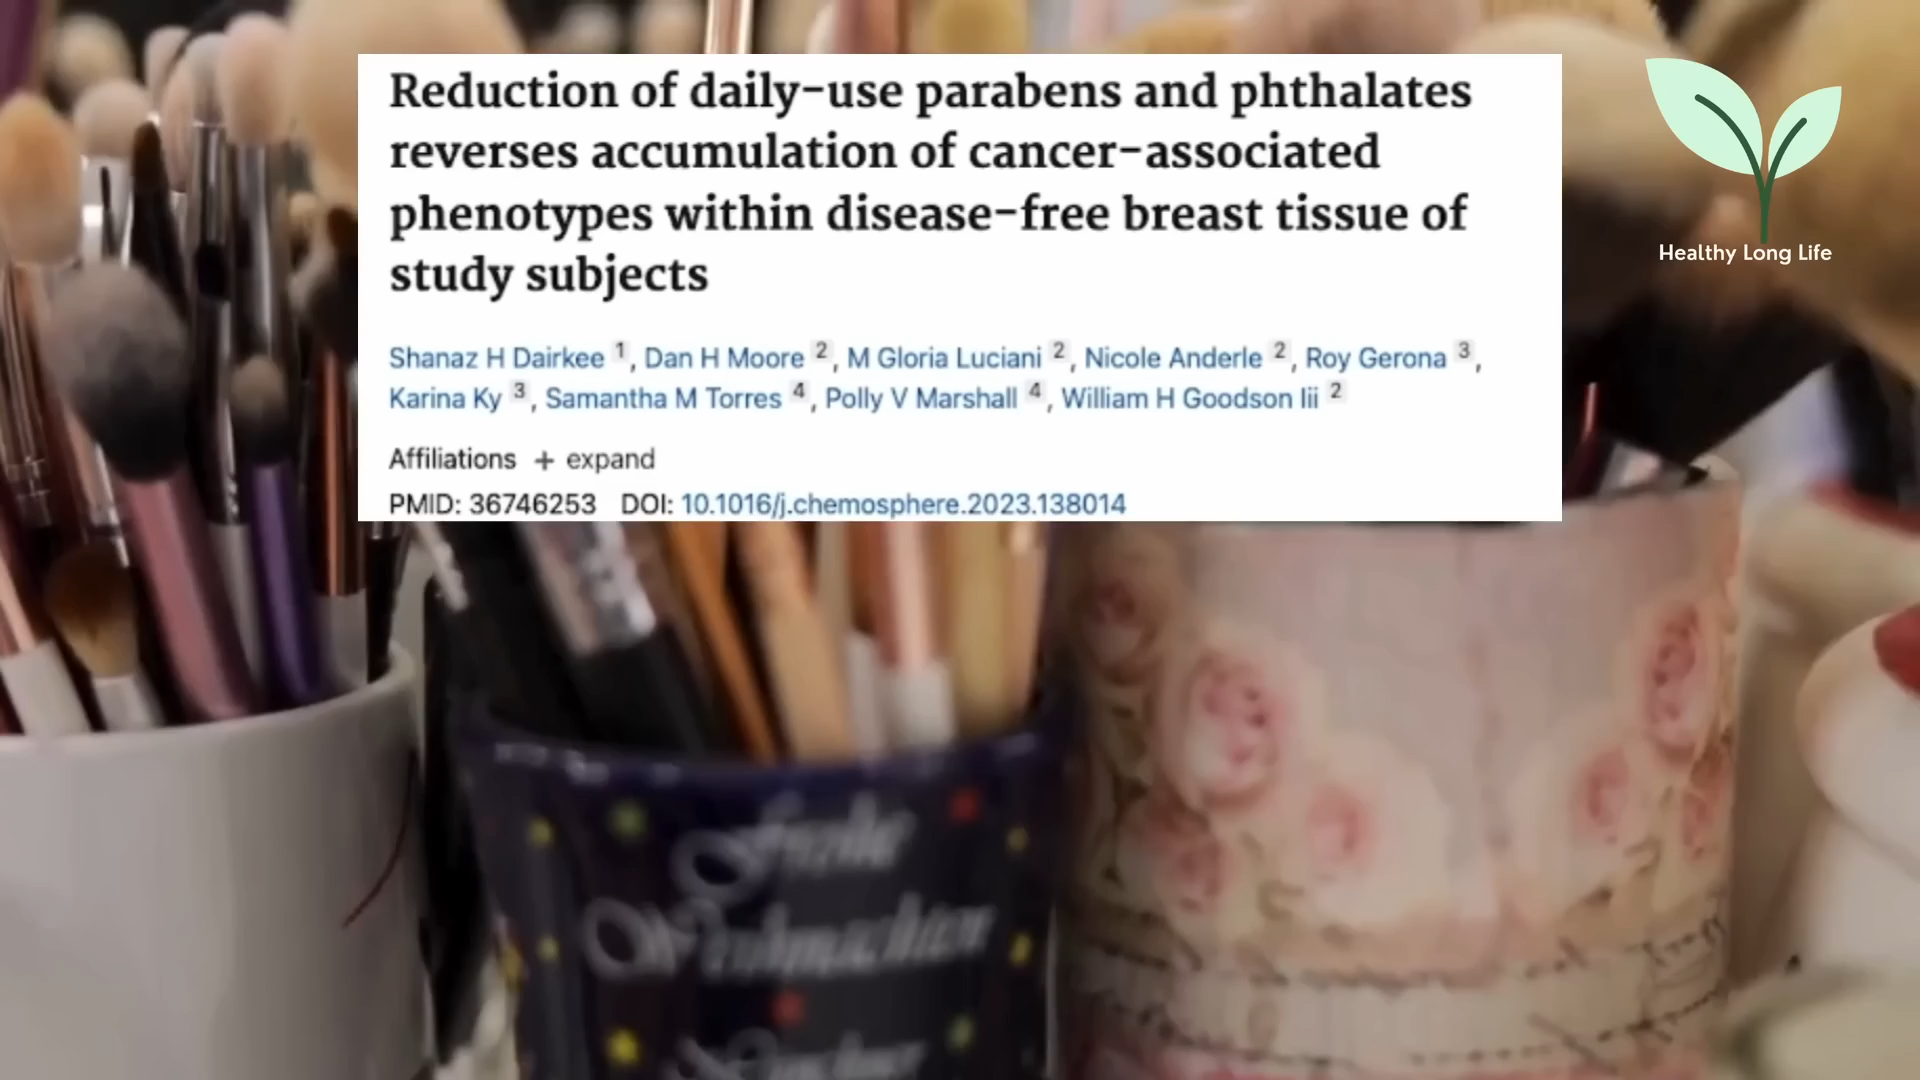 Reduction of daily-use parabens and phthalates
reverses accumulation of cancer-associated
phenotypes within disease-free breast tissue of
study subjects
Shanaz H Dairkee 1, Dan H Moore 2, M Gloria Luciani 2, Nicole Anderle 2, Roy Gerona 3,
Karina Ky 3, Samantha M Torres 4, Polly V Marshall 4, William H Goodson Iii 2
Affiliations + expand
PMID: 36746253 DOI: 10.1016/j.chemosphere.2023.138014
Healthy Long Life
Frohe
Weihnachten